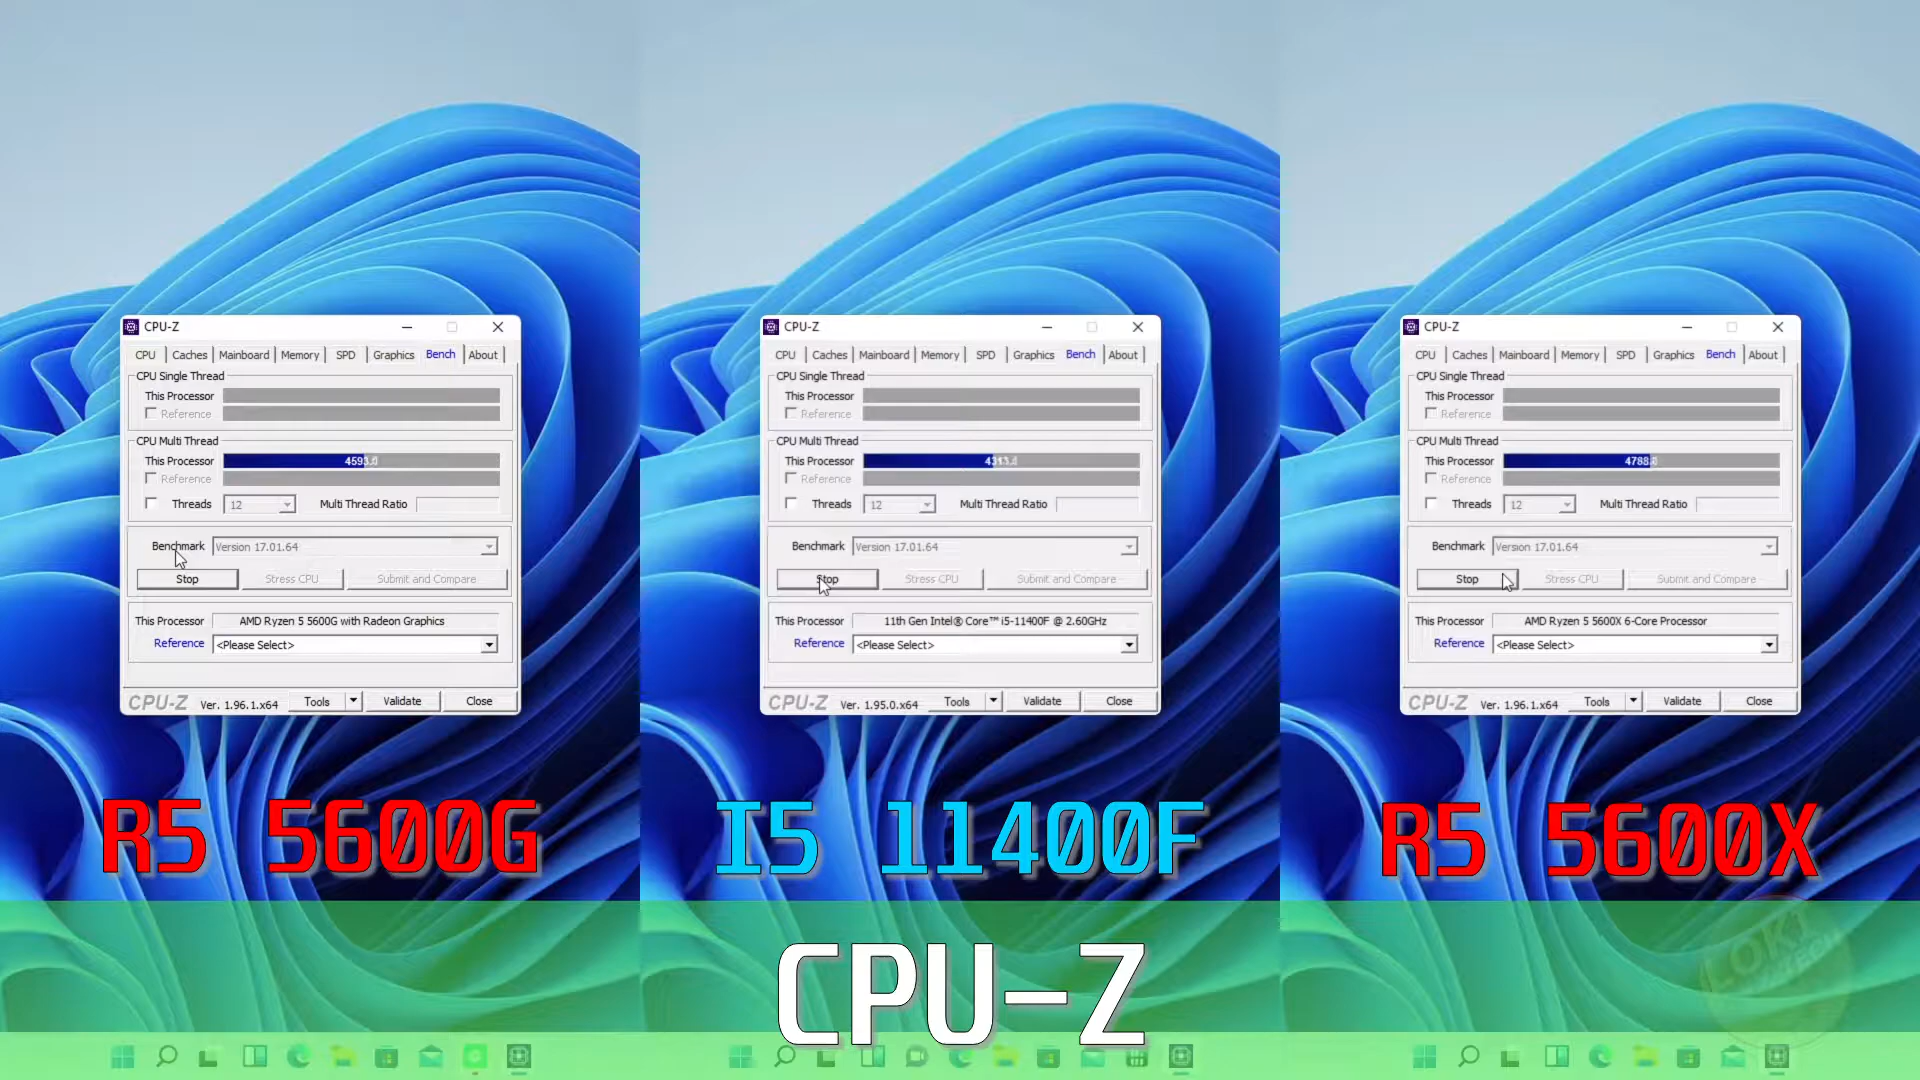 CPU-Z
CPU Caches Mainboard Memory SPD Graphics Bench About
CPU Single Thread
This Processor
Reference
CPU Multi Thread
This Processor 4593.0
Reference
Threads 12 Multi Thread Ratio
Benchmark Version 17.01.64
Stop Stress CPU Submit and Compare
This Processor AMD Ryzen 5 5600G with Radeon Graphics
Reference <Please Select>
CPU-Z Ver. 1.96.1.x64 Tools Validate Close
R5 5600G
CPU-Z
CPU Caches Mainboard Memory SPD Graphics Bench About
CPU Single Thread
This Processor
Reference
CPU Multi Thread
This Processor
Reference
Threads 12 Multi Thread Ratio
Benchmark Version 17.01.64
Stop Stress CPU Submit and Compare
This Processor 11th Gen Intel® Core™ i5-11400F @ 2.60GHz
Reference <Please Select>
CPU-Z Ver. 1.95.0.x64 Tools Validate Close
I5 11400F
CPU-Z
CPU Caches Mainboard Memory SPD Graphics Bench About
CPU Single Thread
This Processor
Reference
CPU Multi Thread
This Processor
Reference
Threads 12 Multi Thread Ratio
Benchmark Version 17.01.64
Stop Stress CPU Submit and Compare
This Processor AMD Ryzen 5 5600X 6-Core Processor
Reference <Please Select>
CPU-Z Ver. 1.96.1.x64 Tools Validate Close
R5 5600X
CPU-Z